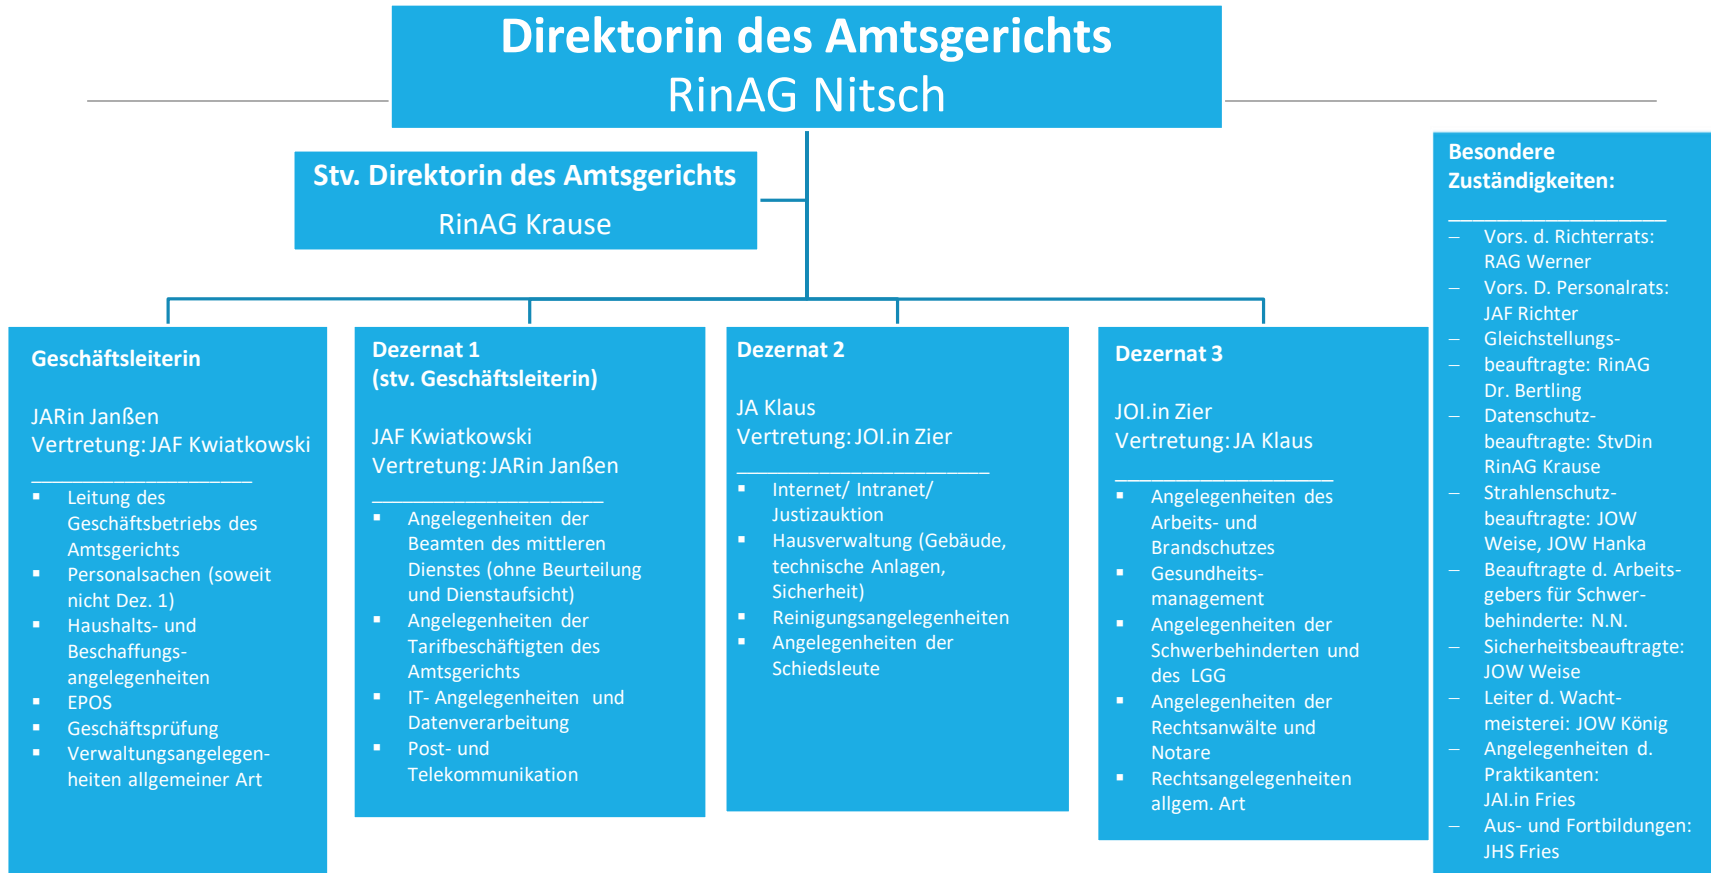 Direktorin des Amtsgerichts
RinAG Nitsch
Stv. Direktorin des Amtsgerichts
RinAG Krause
Geschäftsleiterin
JARin Janßen
Vertretung: JAF Kwiatkowski
▪ Leitung des
Geschäftsbetriebs des
Amtsgerichts
▪ Personalsachen (soweit
nicht Dez. 1)
▪ Haushalts- und
Beschaffungs-
angelegenheiten
▪ EPOS
▪ Geschäftsprüfung
▪ Verwaltungsangelegen-
heiten allgemeiner Art
Dezernat 1
(stv. Geschäftsleiterin)
JAF Kwiatkowski
Vertretung: JARin Janßen
▪ Angelegenheiten der
Beamten des mittleren
Dienstes (ohne Beurteilung
und Dienstaufsicht)
▪ Angelegenheiten der
Tarifbeschäftigten des
Amtsgerichts
▪ IT- Angelegenheiten und
Datenverarbeitung
▪ Post- und
Telekommunikation
Dezernat 2
JA Klaus
Vertretung: JOI.in Zier
▪ Internet/ Intranet/
Justizauktion
▪ Hausverwaltung (Gebäude,
technische Anlagen,
Sicherheit)
▪ Reinigungsangelegenheiten
▪ Angelegenheiten der
Schiedsleute
Dezernat 3
JOI.in Zier
Vertretung: JA Klaus
▪ Angelegenheiten des
Arbeits- und
Brandschutzes
▪ Gesundheits-
management
▪ Angelegenheiten der
Schwerbehinderten und
des LGG
▪ Angelegenheiten der
Rechtsanwälte und
Notare
▪ Rechtsangelegenheiten
allgem. Art
Besondere
Zuständigkeiten:
– Vors. d. Richterrats:
RAG Werner
– Vors. D. Personalrats:
JAF Richter
– Gleichstellungs-
– beauftragte: RinAG
Dr. Bertling
– Datenschutz-
beauftragte: StvDin
RinAG Krause
– Strahlenschutz-
beauftragte: JOW
Weise, JOW Hanka
– Beauftragte d. Arbeits-
gebers für Schwer-
behinderte: N.N.
– Sicherheitsbeauftragte:
JOW Weise
– Leiter d. Wacht-
meisterei: JOW König
– Angelegenheiten d.
Praktikanten:
JAI.in Fries
– Aus- und Fortbildungen:
JHS Fries